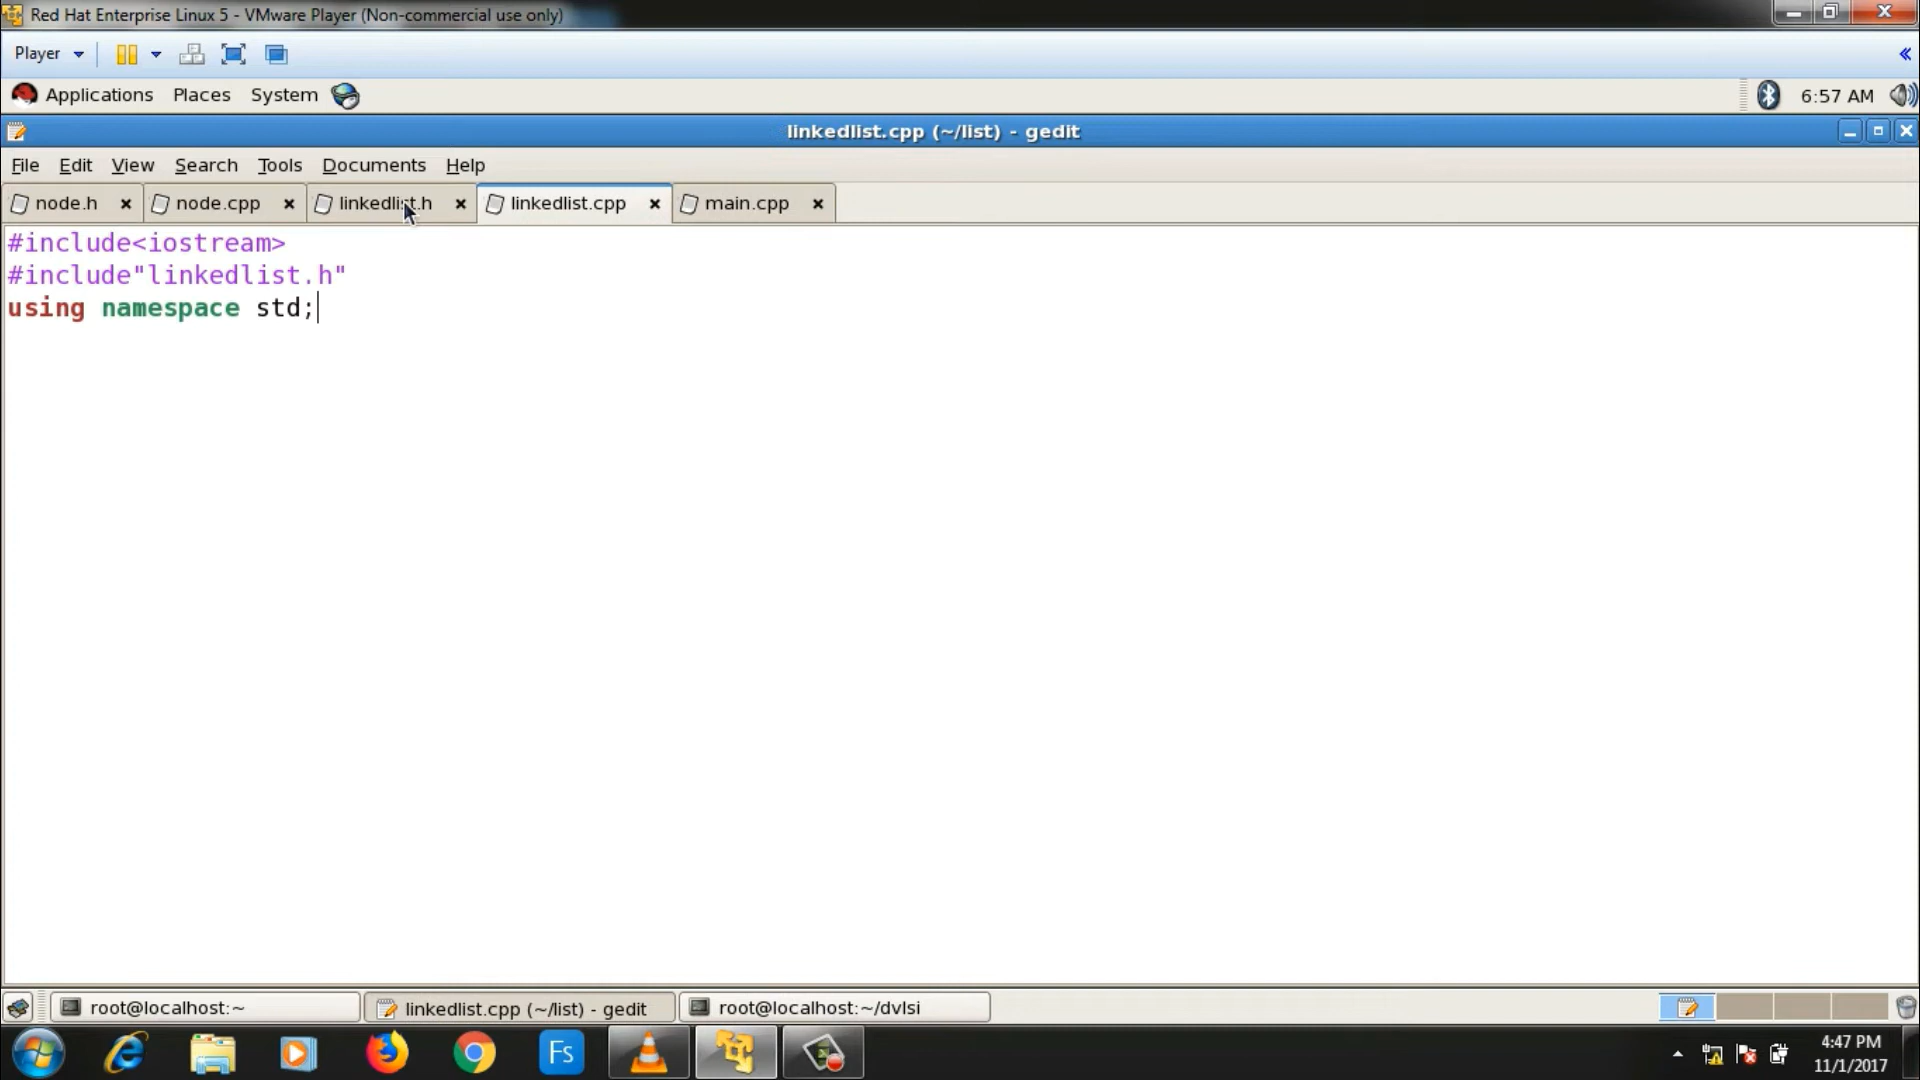 Red Hat Enterprise Linux 5 - VMware Player (Non-commercial use only)
Player
Applications Places System 6:57 AM
linkedlist.cpp (~/list) - gedit
File Edit View Search Tools Documents Help
node.h node.cpp linkedlist.h linkedlist.cpp main.cpp
#include<iostream>
#include"linkedlist.h"
using namespace std;
root@localhost:~ linkedlist.cpp (~/list) - gedit root@localhost:~/dvlsi
Fs
4:47 PM
11/1/2017